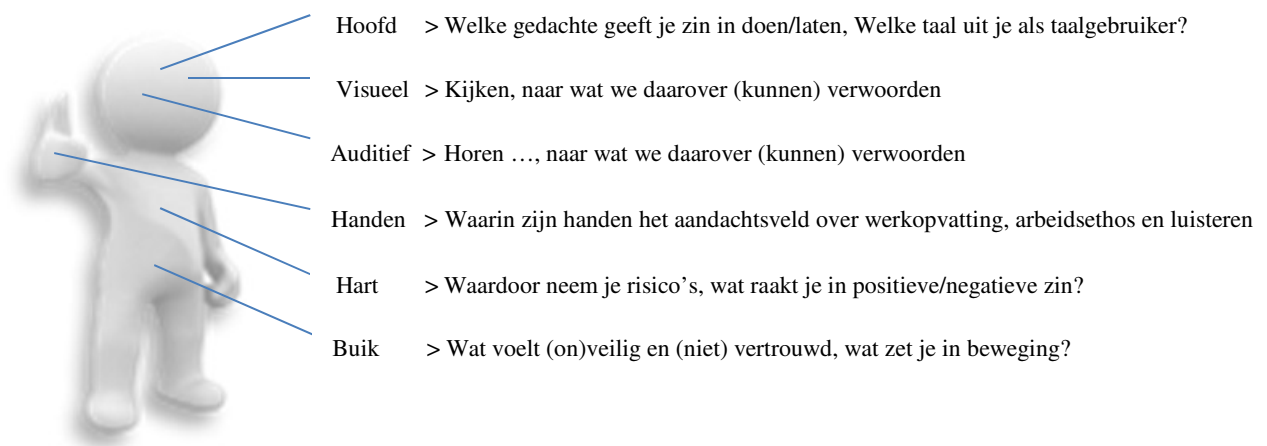 Hoofd > Welke gedachte geeft je zin in doen/laten, Welke taal uit je als taalgebruiker?
Visueel > Kijken, naar wat we daarover (kunnen) verwoorden
Auditief > Horen …, naar wat we daarover (kunnen) verwoorden
Handen > Waarin zijn handen het aandachtsveld over werkopvatting, arbeidsethos en luisteren
Hart > Waardoor neem je risico’s, wat raakt je in positieve/negatieve zin?
Buik > Wat voelt (on)veilig en (niet) vertrouwd, wat zet je in beweging?